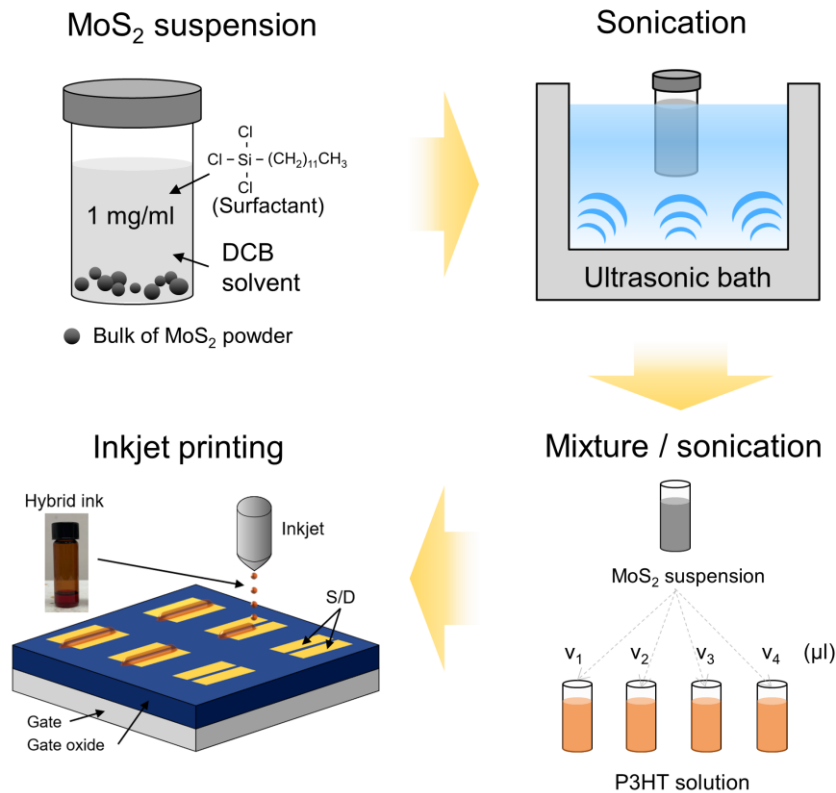 MoS₂ suspension
Cl
Cl – Si – (CH₂)₁₁CH₃
Cl
(Surfactant)
1 mg/ml
DCB
solvent
Bulk of MoS₂ powder
Sonication
Ultrasonic bath
Mixture / sonication
MoS₂ suspension
v₁ v₂ v₃ v₄ (µl)
P3HT solution
Inkjet printing
Hybrid ink
Inkjet
S/D
Gate
Gate oxide